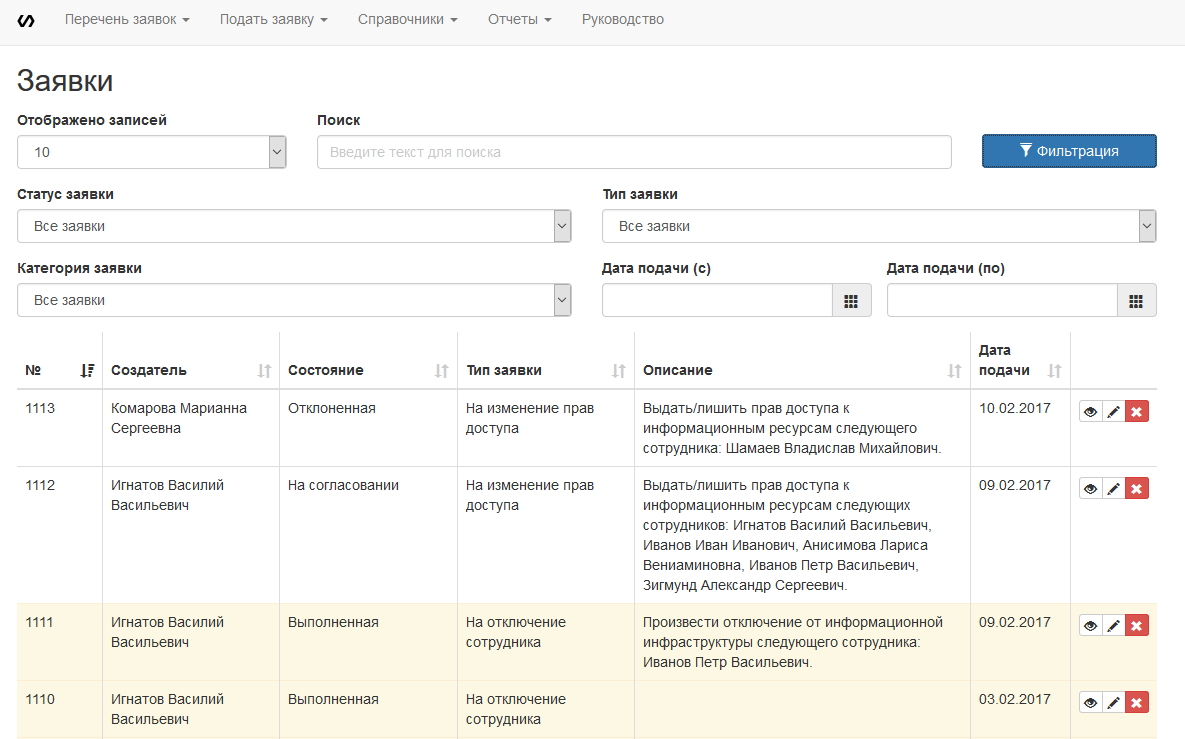 Перечень заявок Подать заявку Справочники Отчеты Руководство
Заявки
Отображено записей Поиск
10 Введите текст для поиска Фильтрация
Статус заявки Тип заявки
Все заявки Все заявки
Категория заявки Дата подачи (с) Дата подачи (по)
Все заявки
№ Создатель Состояние Тип заявки Описание Дата подачи
1113 Комарова Марианна Отклоненная На изменение прав Выдать/лишить прав доступа к 10.02.2017
Сергеевна доступа информационным ресурсам следующего
сотрудника: Шамаев Владислав Михайлович.
1112 Игнатов Василий На согласовании На изменение прав Выдать/лишить прав доступа к 09.02.2017
Васильевич доступа информационным ресурсам следующих
сотрудников: Игнатов Василий Васильевич,
Иванов Иван Иванович, Анисимова Лариса
Вениаминовна, Иванов Петр Васильевич,
Зигмунд Александр Сергеевич.
1111 Игнатов Василий Выполненная На отключение Произвести отключение от информационной 09.02.2017
Васильевич сотрудника инфраструктуры следующего сотрудника:
Иванов Петр Васильевич.
1110 Игнатов Василий Выполненная На отключение 03.02.2017
Васильевич сотрудника